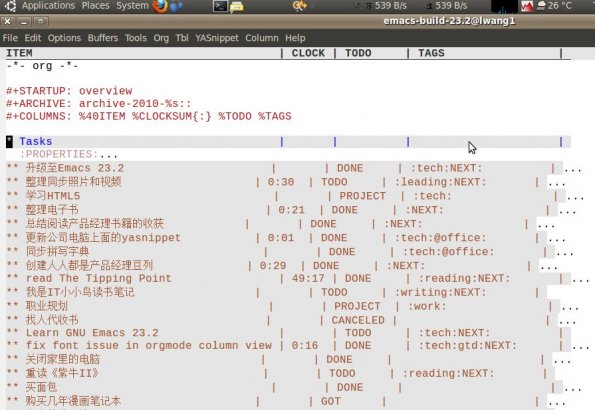 Applications Places System 539 B/s 539 B/s 26 °C
emacs-build-23.2@lwang1
File Edit Options Buffers Tools Org Tbl YASnippet Column Help
ITEM | CLOCK | TODO | TAGS |
-*- org -*-
#+STARTUP: overview
#+ARCHIVE: archive-2010-%s::
#+COLUMNS: %40ITEM %CLOCKSUM{:} %TODO %TAGS
* Tasks | | | |
:PROPERTIES:...
** 升级至Emacs 23.2 | | DONE | :tech:NEXT: | ...
** 整理同步照片和视频 | 0:30 | TODO | :leading:NEXT: | ...
** 学习HTML5 | | PROJECT | :tech: | ...
** 整理电子书 | 0:21 | DONE | :NEXT: | ...
** 总结阅读产品经理书籍的收获 | | DONE | :NEXT: | ...
** 更新公司电脑上面的yasnippet | 0:01 | DONE | :tech:@office: | ...
** 同步拼写字典 | | DONE | :tech:@office: | ...
** 创建人人都是产品经理豆列 | 0:29 | DONE | :NEXT: | ...
** read The Tipping Point | 49:17 | DONE | :reading:NEXT: | ...
** 我是IT小小鸟读书笔记 | | TODO | :writing:NEXT: | ...
** 职业规划 | | PROJECT | :work: | ...
** 找人代收书 | | CANCELED | | ...
** Learn GNU Emacs 23.2 | | TODO | :tech:NEXT: | ...
** fix font issue in orgmode column view | 0:16 | DONE | :tech:gtd:NEXT: | ...
** 关闭家里的电脑 | | DONE | | ...
** 重读《紫牛II》 | | TODO | :reading:NEXT: | ...
** 买面包 | | DONE | | ...
** 购买几年漫画笔记本 | | GOT | | ...